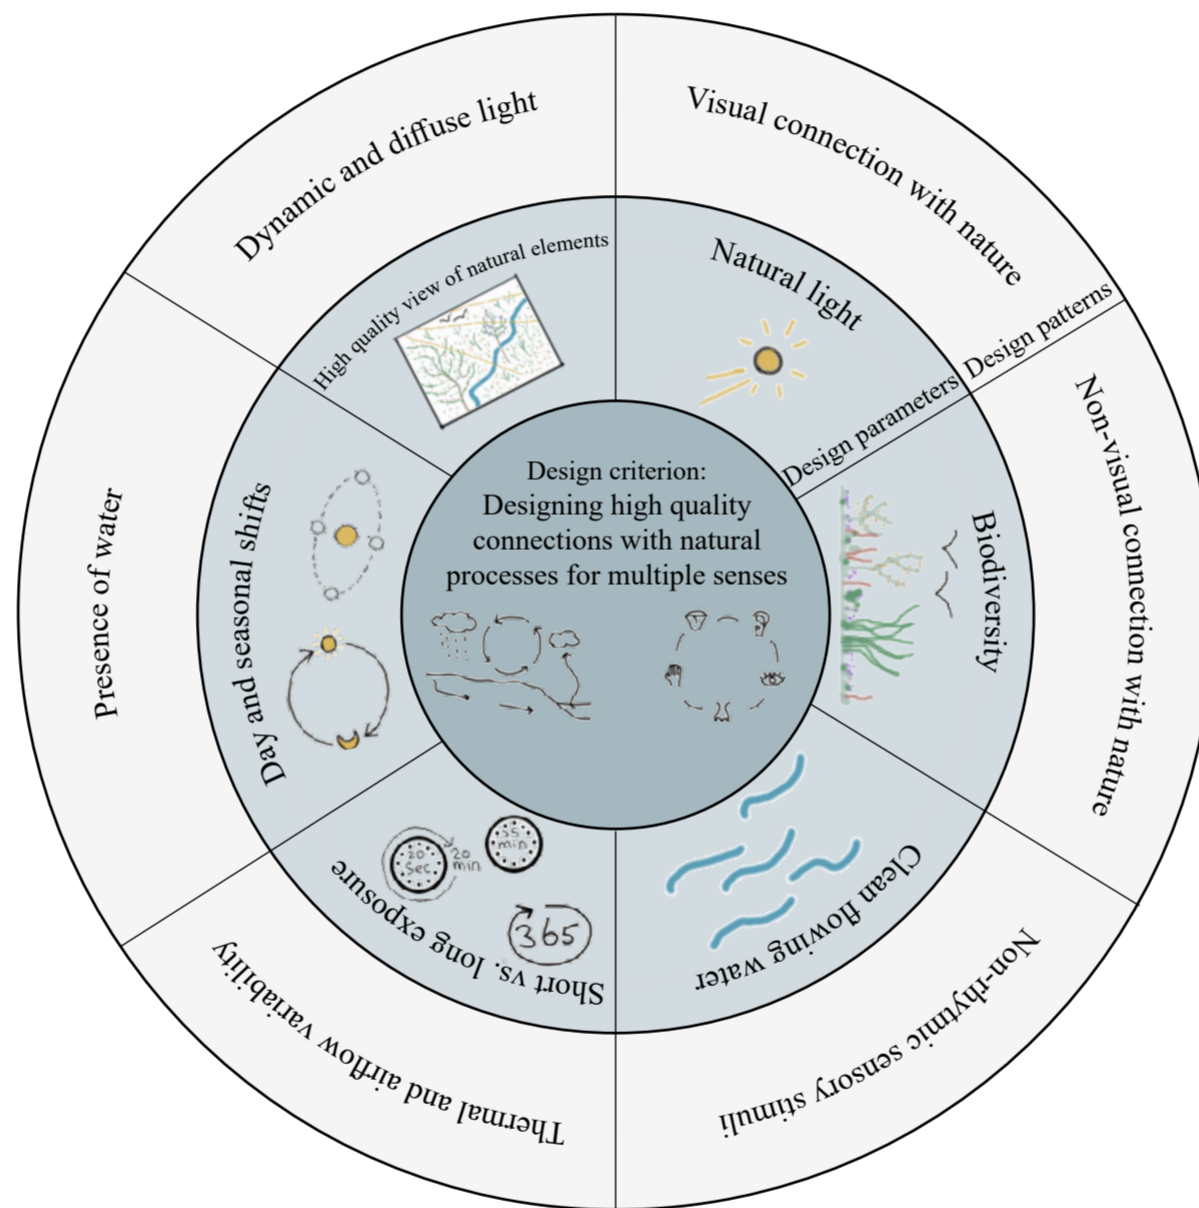 Visual connection with nature
Non-visual connection with nature
Non-rhytmic sensory stimuli
Thermal and airflow variability
Presence of water
Dynamic and diffuse light
Design patterns
Natural light
Biodiversity
Clean flowing water
Short vs. long exposure
Day and seasonal shifts
High quality view of natural elements
Design parameters
Design criterion:
Designing high quality
connections with natural
processes for multiple senses
20
Sec
20
min
35
min
365